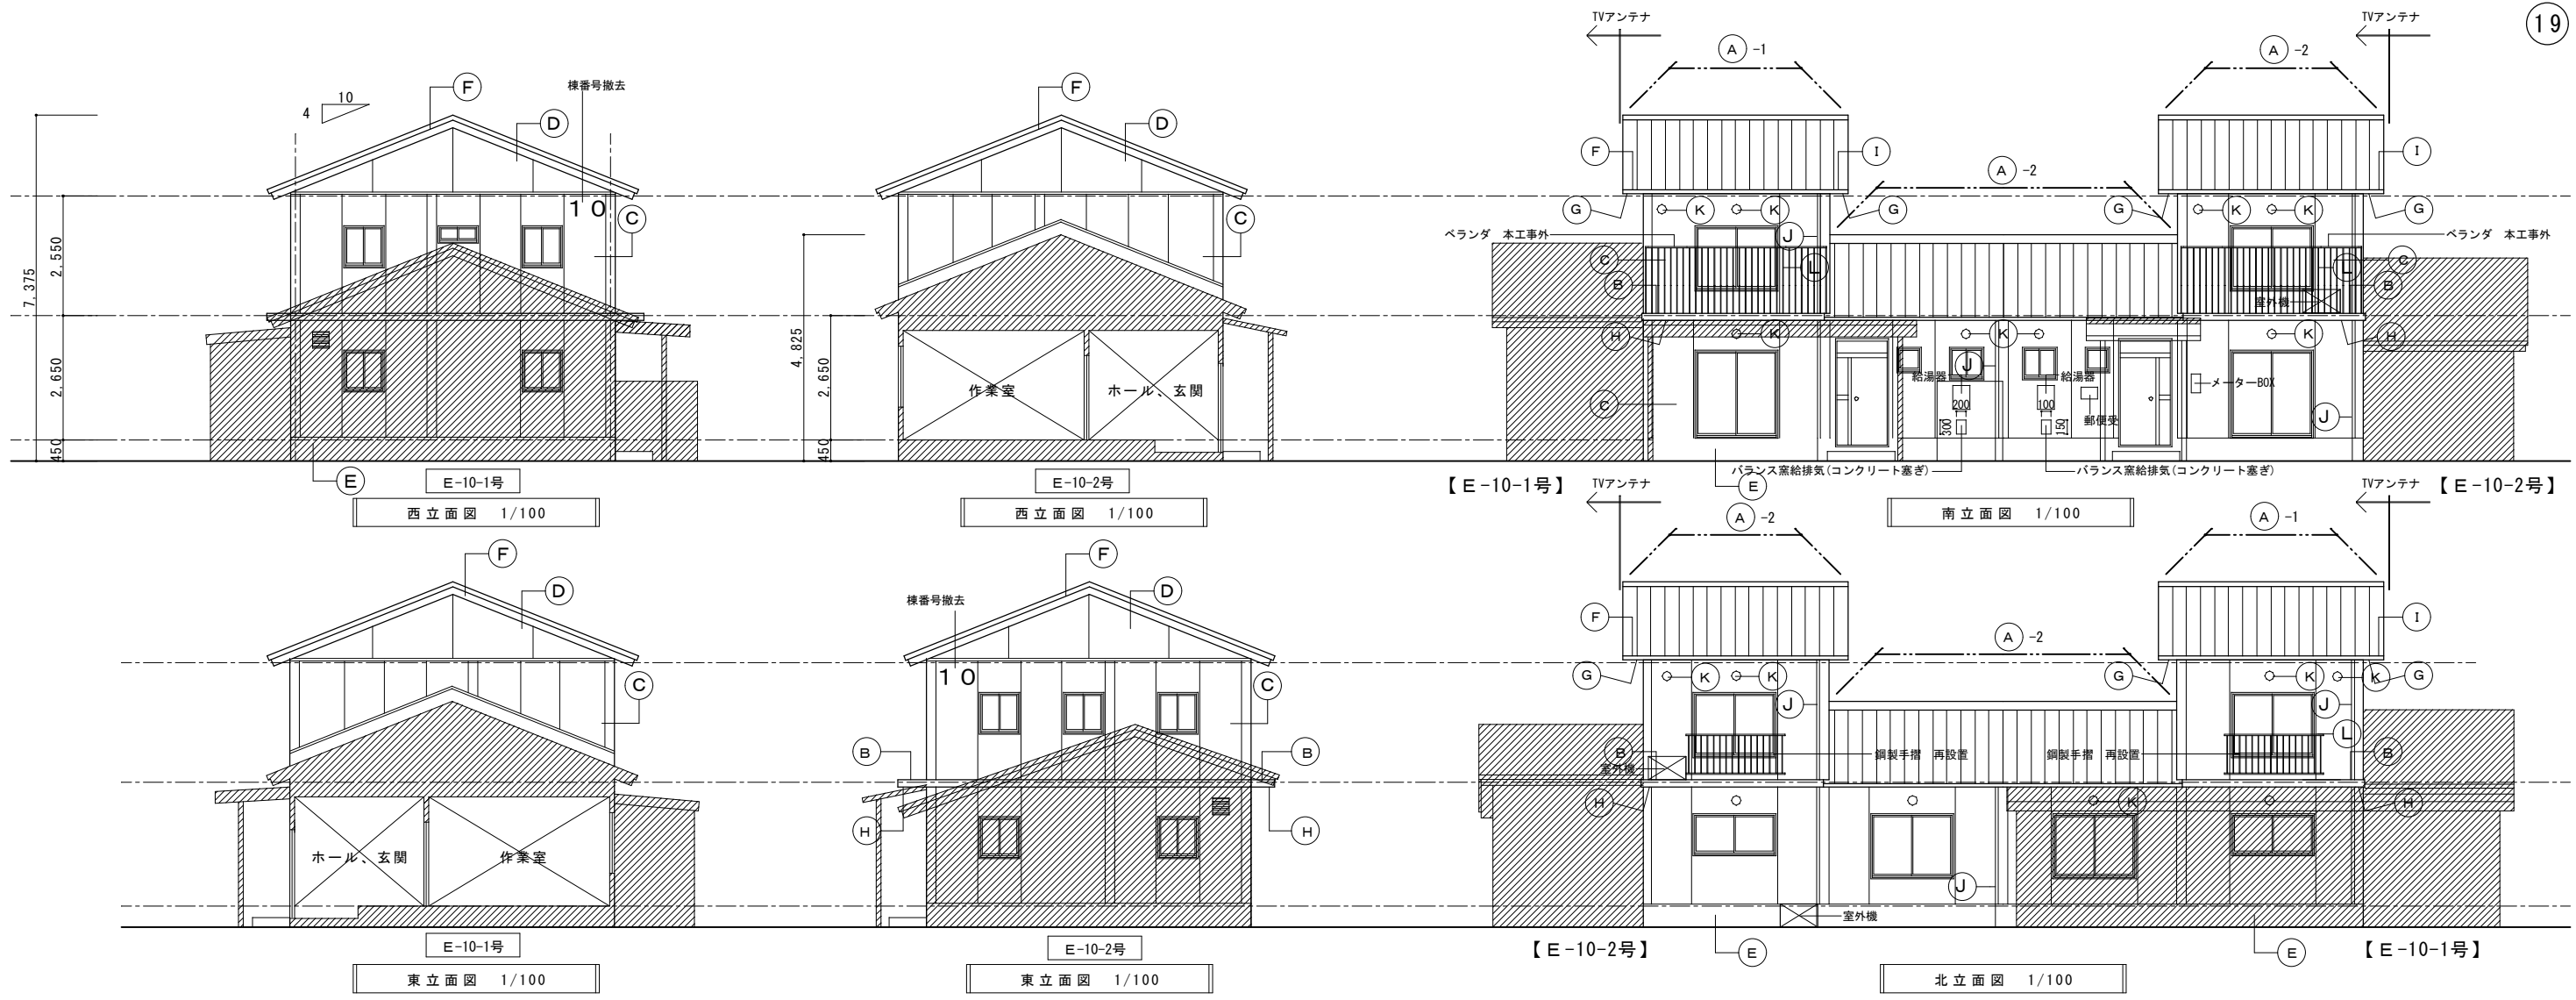 19
F
10
4
棟番号撤去
D
10
C
7,375
2,550
2,650
450
E
E-10-1号
西立面図 1/100
F
D
C
4,825
2,650
450
作業室
ホール、玄関
E-10-2号
西立面図 1/100
TVアンテナ
A -1
TVアンテナ
A -2
F
I
A -2
I
G
K
K
G
G
K
K
G
ベランダ 本工事外
J
ベランダ 本工事外
C
L
L
C
B
室外機
B
H
K
K
K
H
給湯器
J
給湯器
メーターBOX
C
200
100
郵便受
J
300
150
バランス窯給排気(コンクリート塞ぎ)
バランス窯給排気(コンクリート塞ぎ)
【E-10-1号】
E
【E-10-2号】
南立面図 1/100
F
D
C
ホール、玄関
作業室
E-10-1号
東立面図 1/100
F
棟番号撤去
D
10
C
B
B
H
H
E-10-2号
東立面図 1/100
TVアンテナ
A -2
TVアンテナ
A -1
F
I
A -2
G
K
K
G
K
K
G
J
J
L
B
鋼製手摺 再設置
鋼製手摺 再設置
B
室外機
H
K
H
J
室外機
【E-10-2号】
E
E
【E-10-1号】
北立面図 1/100